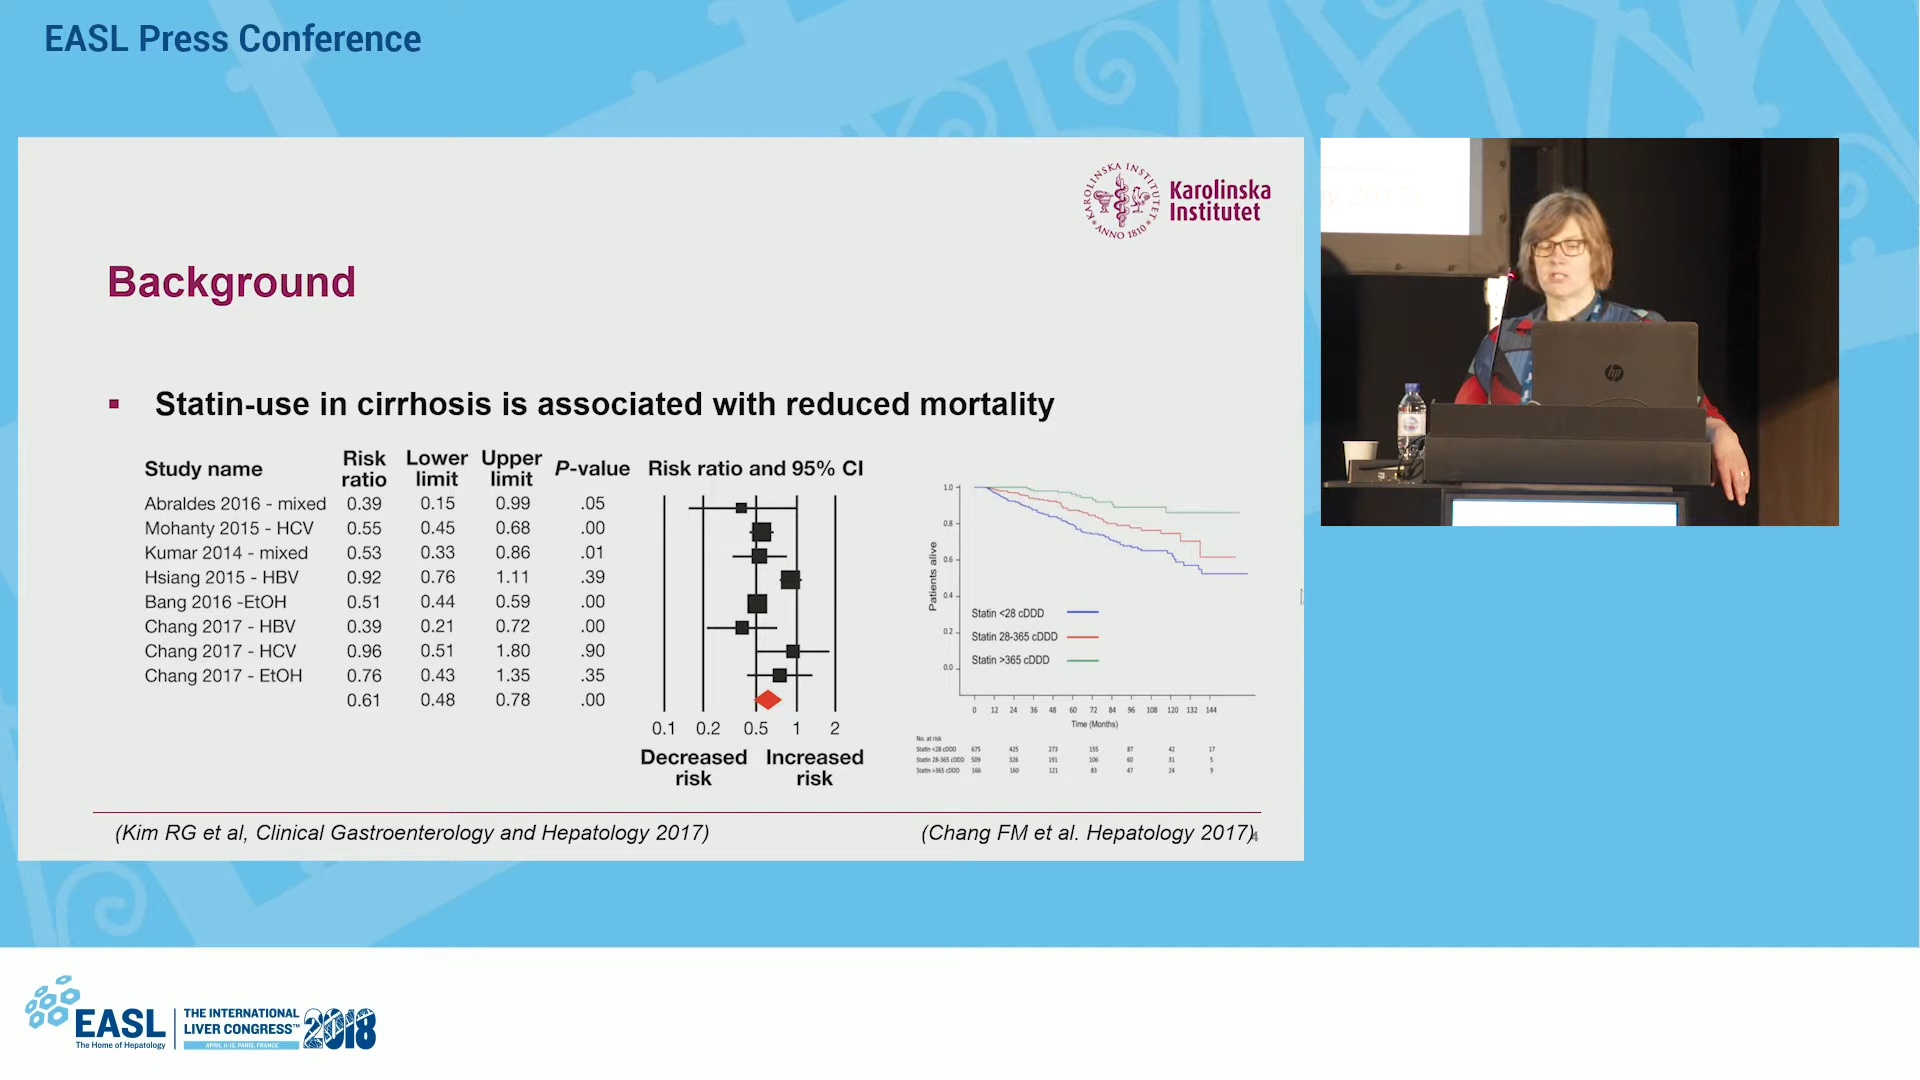 EASL Press Conference
KAROLINSKA INSTITUTET
ANNO 1810
Karolinska
Institutet
Background
Statin-use in cirrhosis is associated with reduced mortality
Study name Risk ratio Lower limit Upper limit P-value Risk ratio and 95% CI
Abraldes 2016 - mixed 0.39 0.15 0.99 .05
Mohanty 2015 - HCV 0.55 0.45 0.68 .00
Kumar 2014 - mixed 0.53 0.33 0.86 .01
Hsiang 2015 - HBV 0.92 0.76 1.11 .39
Bang 2016 -EtOH 0.51 0.44 0.59 .00
Chang 2017 - HBV 0.39 0.21 0.72 .00
Chang 2017 - HCV 0.96 0.51 1.80 .90
Chang 2017 - EtOH 0.76 0.43 1.35 .35
0.61 0.48 0.78 .00
0.1 0.2 0.5 1 2
Decreased risk Increased risk
Patients alive
1.0
0.8
0.6
0.4
0.2
0.0
Statin <28 cDDD
Statin 28-365 cDDD
Statin >365 cDDD
0 12 24 36 48 60 72 84 96 108 120 132 144
Time (Months)
No. at risk
Statin <28 cDDD 675 425 273 155 87 42 17
Statin 28-365 cDDD 509 326 191 106 60 31 5
Statin >365 cDDD 166 160 121 83 47 24 9
(Kim RG et al, Clinical Gastroenterology and Hepatology 2017)
(Chang FM et al. Hepatology 2017)
4
hp
EASL
The Home of Hepatology
THE INTERNATIONAL
LIVER CONGRESS™
2018
APRIL 11-15, PARIS, FRANCE